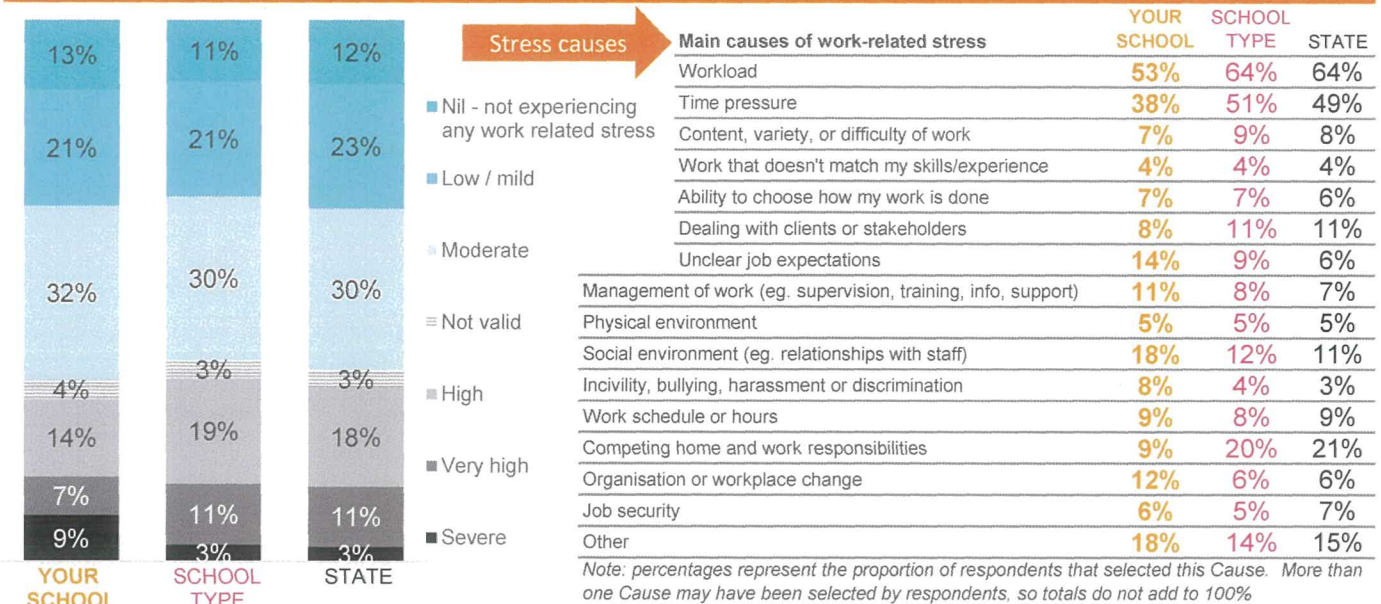 13%
21%
32%
4%
14%
7%
9%
YOUR
SCHOOL
11%
21%
30%
3%
19%
11%
3%
SCHOOL
TYPE
12%
23%
30%
3%
18%
11%
3%
STATE
Nil - not experiencing
any work related stress
Low / mild
Moderate
Not valid
High
Very high
Severe
Stress causes
Main causes of work-related stress YOUR SCHOOL SCHOOL TYPE STATE
Workload 53% 64% 64%
Time pressure 38% 51% 49%
Content, variety, or difficulty of work 7% 9% 8%
Work that doesn't match my skills/experience 4% 4% 4%
Ability to choose how my work is done 7% 7% 6%
Dealing with clients or stakeholders 8% 11% 11%
Unclear job expectations 14% 9% 6%
Management of work (eg. supervision, training, info, support) 11% 8% 7%
Physical environment 5% 5% 5%
Social environment (eg. relationships with staff) 18% 12% 11%
Incivility, bullying, harassment or discrimination 8% 4% 3%
Work schedule or hours 9% 8% 9%
Competing home and work responsibilities 9% 20% 21%
Organisation or workplace change 12% 6% 6%
Job security 6% 5% 7%
Other 18% 14% 15%
Note: percentages represent the proportion of respondents that selected this Cause. More than
one Cause may have been selected by respondents, so totals do not add to 100%